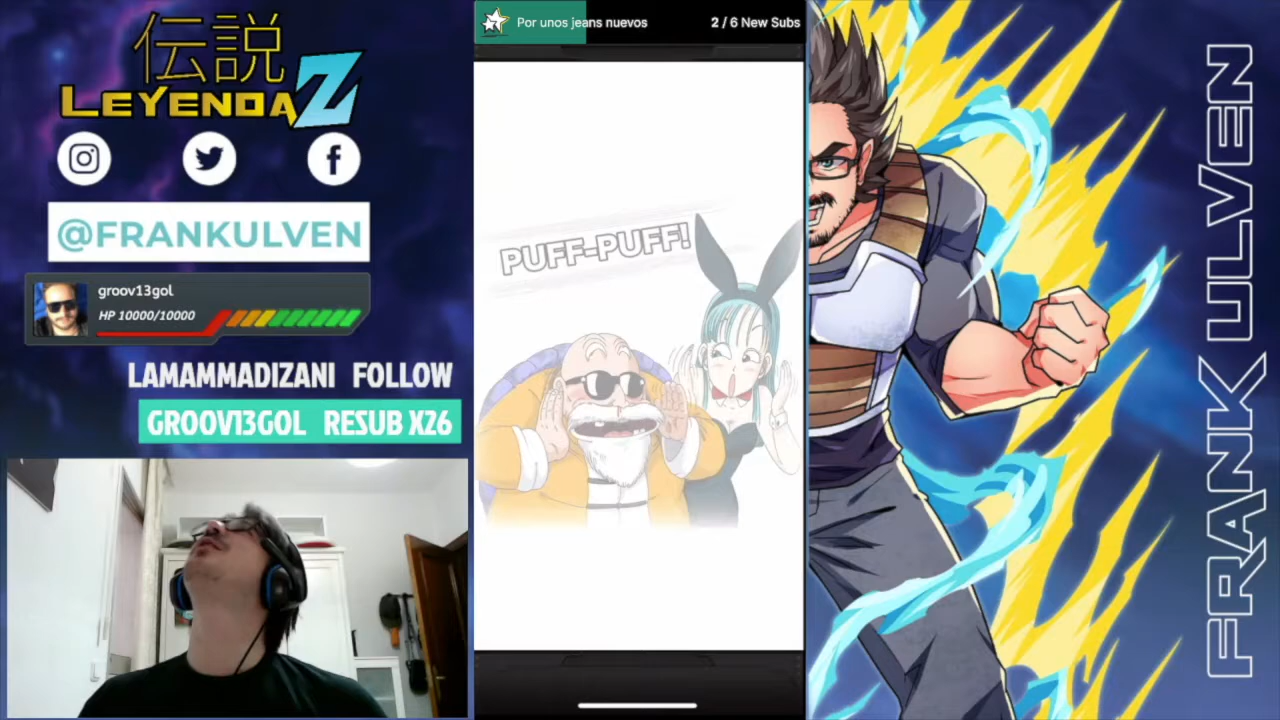 伝説
LEYENDAZ
@FRANKULVEN
groov13gol
HP 10000/10000
LAMAMMADIZANI FOLLOW
GROOV13GOL RESUB X26
Por unos jeans nuevos 2 / 6 New Subs
PUFF-PUFF!
FRANK ULVEN